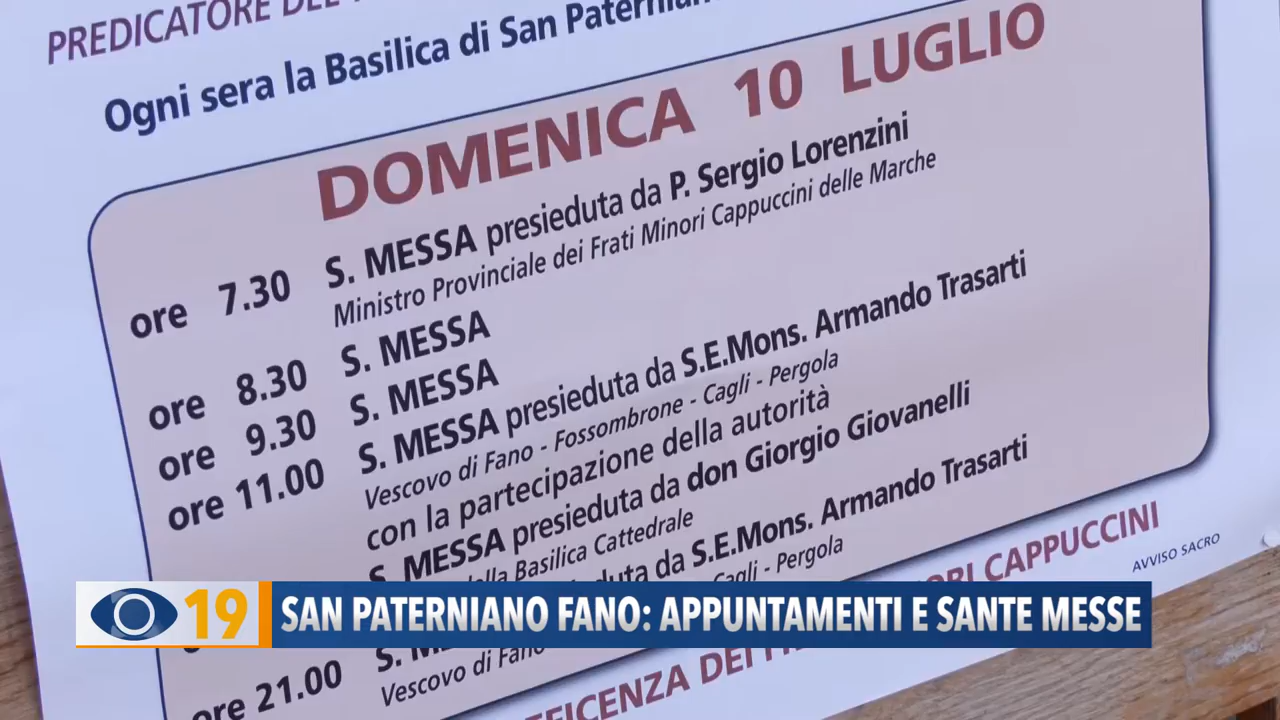 PREDICATORE DEL
Ogni sera la Basilica di San Paterniano
DOMENICA 10 LUGLIO
ore 7.30 S. MESSA presieduta da P. Sergio Lorenzini
Ministro Provinciale dei Frati Minori Cappuccini delle Marche
ore 8.30 S. MESSA
ore 9.30 S. MESSA
ore 11.00 S. MESSA presieduta da S.E.Mons. Armando Trasarti
Vescovo di Fano - Fossombrone - Cagli - Pergola
con la partecipazione della autorità
S. MESSA presieduta da don Giorgio Giovanelli
della Basilica Cattedrale
da S.E.Mons. Armando Trasarti
Cagli - Pergola
ore 21.00 S.
Vescovo di Fano
CAPPUCCINI
AVVISO SACRO
19 SAN PATERNIANO FANO: APPUNTAMENTI E SANTE MESSE